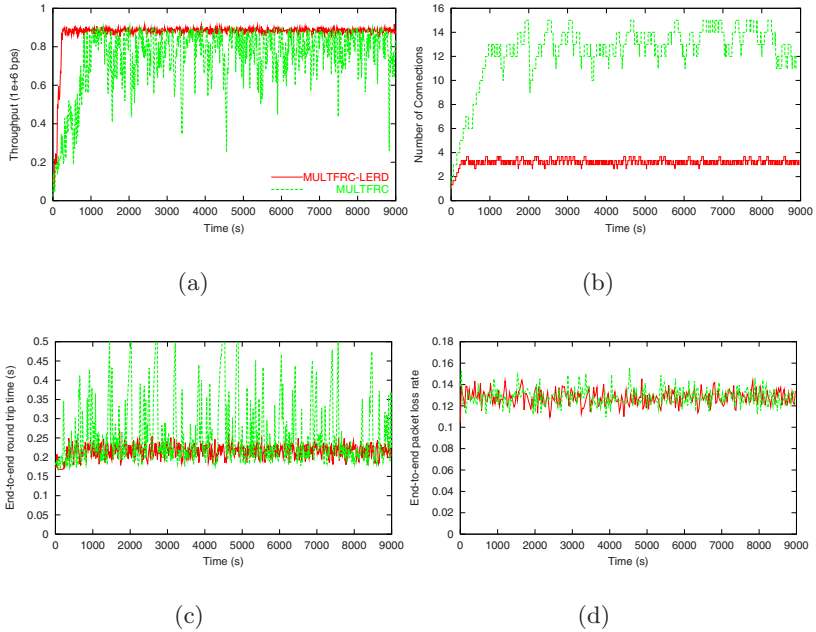 1
0.8
0.6
0.4
0.2
0
0 1000 2000 3000 4000 5000 6000 7000 8000 9000
Throughput (1e+6 bps)
Time (s)
MULTFRC-LERD
MULTFRC
(a)
16
14
12
10
8
6
4
2
0
0 1000 2000 3000 4000 5000 6000 7000 8000 9000
Number of Connections
Time (s)
(b)
0.5
0.45
0.4
0.35
0.3
0.25
0.2
0.15
0.1
0.05
0
0 1000 2000 3000 4000 5000 6000 7000 8000 9000
End-to-end round trip time (s)
Time (s)
(c)
0.18
0.16
0.14
0.12
0.1
0.08
0.06
0.04
0.02
0
0 1000 2000 3000 4000 5000 6000 7000 8000 9000
End-to-end packet loss rate
Time (s)
(d)